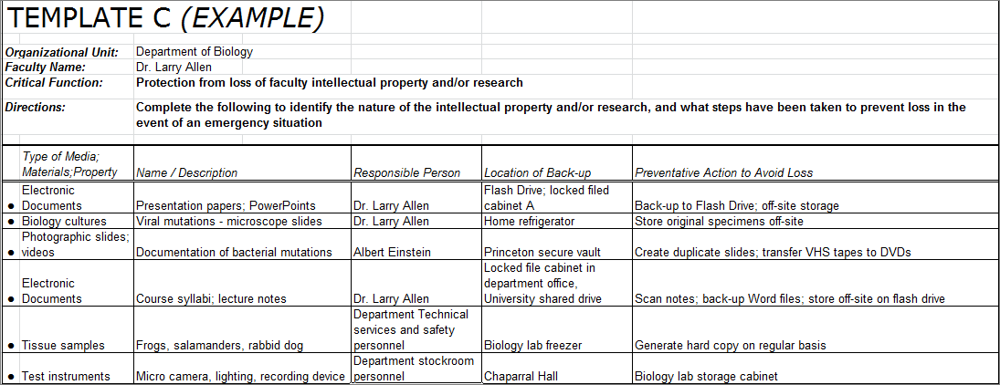 TEMPLATE C (EXAMPLE)
Organizational Unit: Department of Biology
Faculty Name: Dr. Larry Allen
Critical Function: Protection from loss of faculty intellectual property and/or research
Directions: Complete the following to identify the nature of the intellectual property and/or research, and what steps have been taken to prevent loss in the
event of an emergency situation
Type of Media;
Materials;Property Name / Description Responsible Person Location of Back-up Preventative Action to Avoid Loss
Electronic Flash Drive; locked filed
● Documents Presentation papers; PowerPoints Dr. Larry Allen cabinet A Back-up to Flash Drive; off-site storage
● Biology cultures Viral mutations - microscope slides Dr. Larry Allen Home refrigerator Store original specimens off-site
Photographic slides;
● videos Documentation of bacterial mutations Albert Einstein Princeton secure vault Create duplicate slides; transfer VHS tapes to DVDs
Locked file cabinet in
Electronic department office,
● Documents Course syllabi; lecture notes Dr. Larry Allen University shared drive Scan notes; back-up Word files; store off-site on flash drive
Department Technical
services and safety
● Tissue samples Frogs, salamanders, rabbid dog personnel Biology lab freezer Generate hard copy on regular basis
Department stockroom
● Test instruments Micro camera, lighting, recording device personnel Chaparral Hall Biology lab storage cabinet